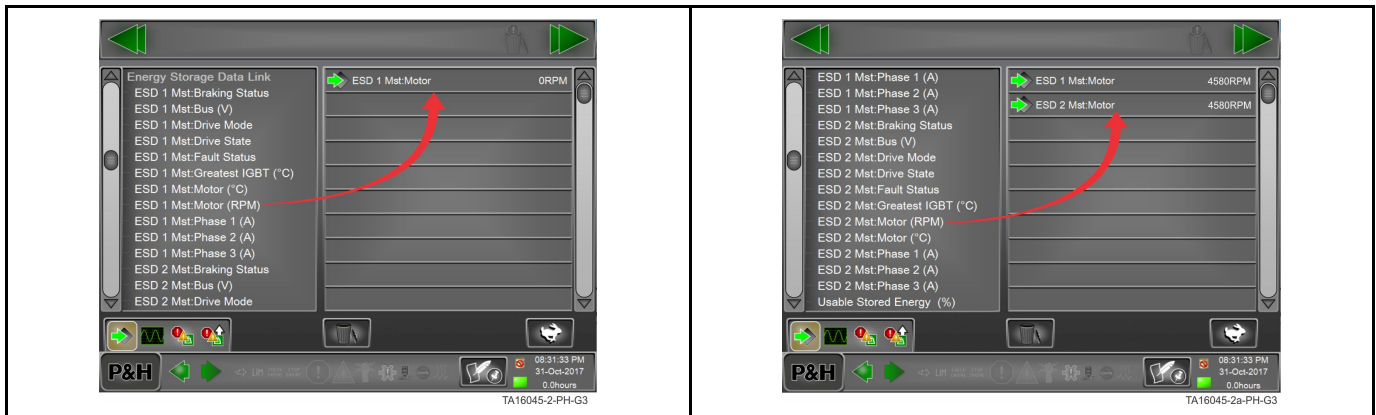 Energy Storage Data Link
ESD 1 Mst:Braking Status
ESD 1 Mst:Bus (V)
ESD 1 Mst:Drive Mode
ESD 1 Mst:Drive State
ESD 1 Mst:Fault Status
ESD 1 Mst:Greatest IGBT (°C)
ESD 1 Mst:Motor (°C)
ESD 1 Mst:Motor (RPM)
ESD 1 Mst:Phase 1 (A)
ESD 1 Mst:Phase 2 (A)
ESD 1 Mst:Phase 3 (A)
ESD 2 Mst:Braking Status
ESD 2 Mst:Bus (V)
ESD 2 Mst:Drive Mode
ESD 1 Mst:Motor 0RPM
P&H
LIM
08:31:33 PM
31-Oct-2017
0.0hours
TA16045-2-PH-G3
ESD 1 Mst:Phase 1 (A)
ESD 1 Mst:Phase 2 (A)
ESD 1 Mst:Phase 3 (A)
ESD 2 Mst:Braking Status
ESD 2 Mst:Bus (V)
ESD 2 Mst:Drive Mode
ESD 2 Mst:Drive State
ESD 2 Mst:Fault Status
ESD 2 Mst:Greatest IGBT (°C)
ESD 2 Mst:Motor (RPM)
ESD 2 Mst:Motor (°C)
ESD 2 Mst:Phase 1 (A)
ESD 2 Mst:Phase 2 (A)
ESD 2 Mst:Phase 3 (A)
Usable Stored Energy (%)
ESD 1 Mst:Motor 4580RPM
ESD 2 Mst:Motor 4580RPM
P&H
LIM
08:31:33 PM
31-Oct-2017
0.0hours
TA16045-2a-PH-G3